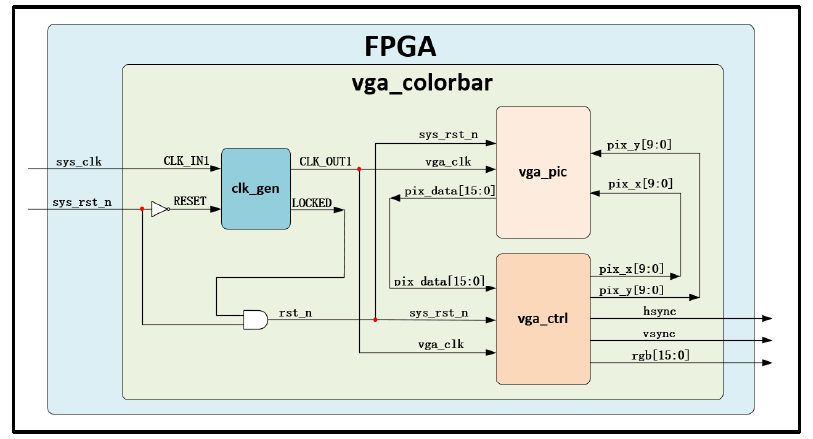 FPGA
vga_colorbar
sys_clk
CLK_IN1
clk_gen
CLK_OUT1
sys_rst_n
RESET
LOCKED
rst_n
sys_rst_n
vga_clk
pix_data[15:0]
vga_pic
pix_y[9:0]
pix_x[9:0]
pix_data[15:0]
sys_rst_n
vga_clk
vga_ctrl
pix_x[9:0]
pix_y[9:0]
hsync
vsync
rgb[15:0]